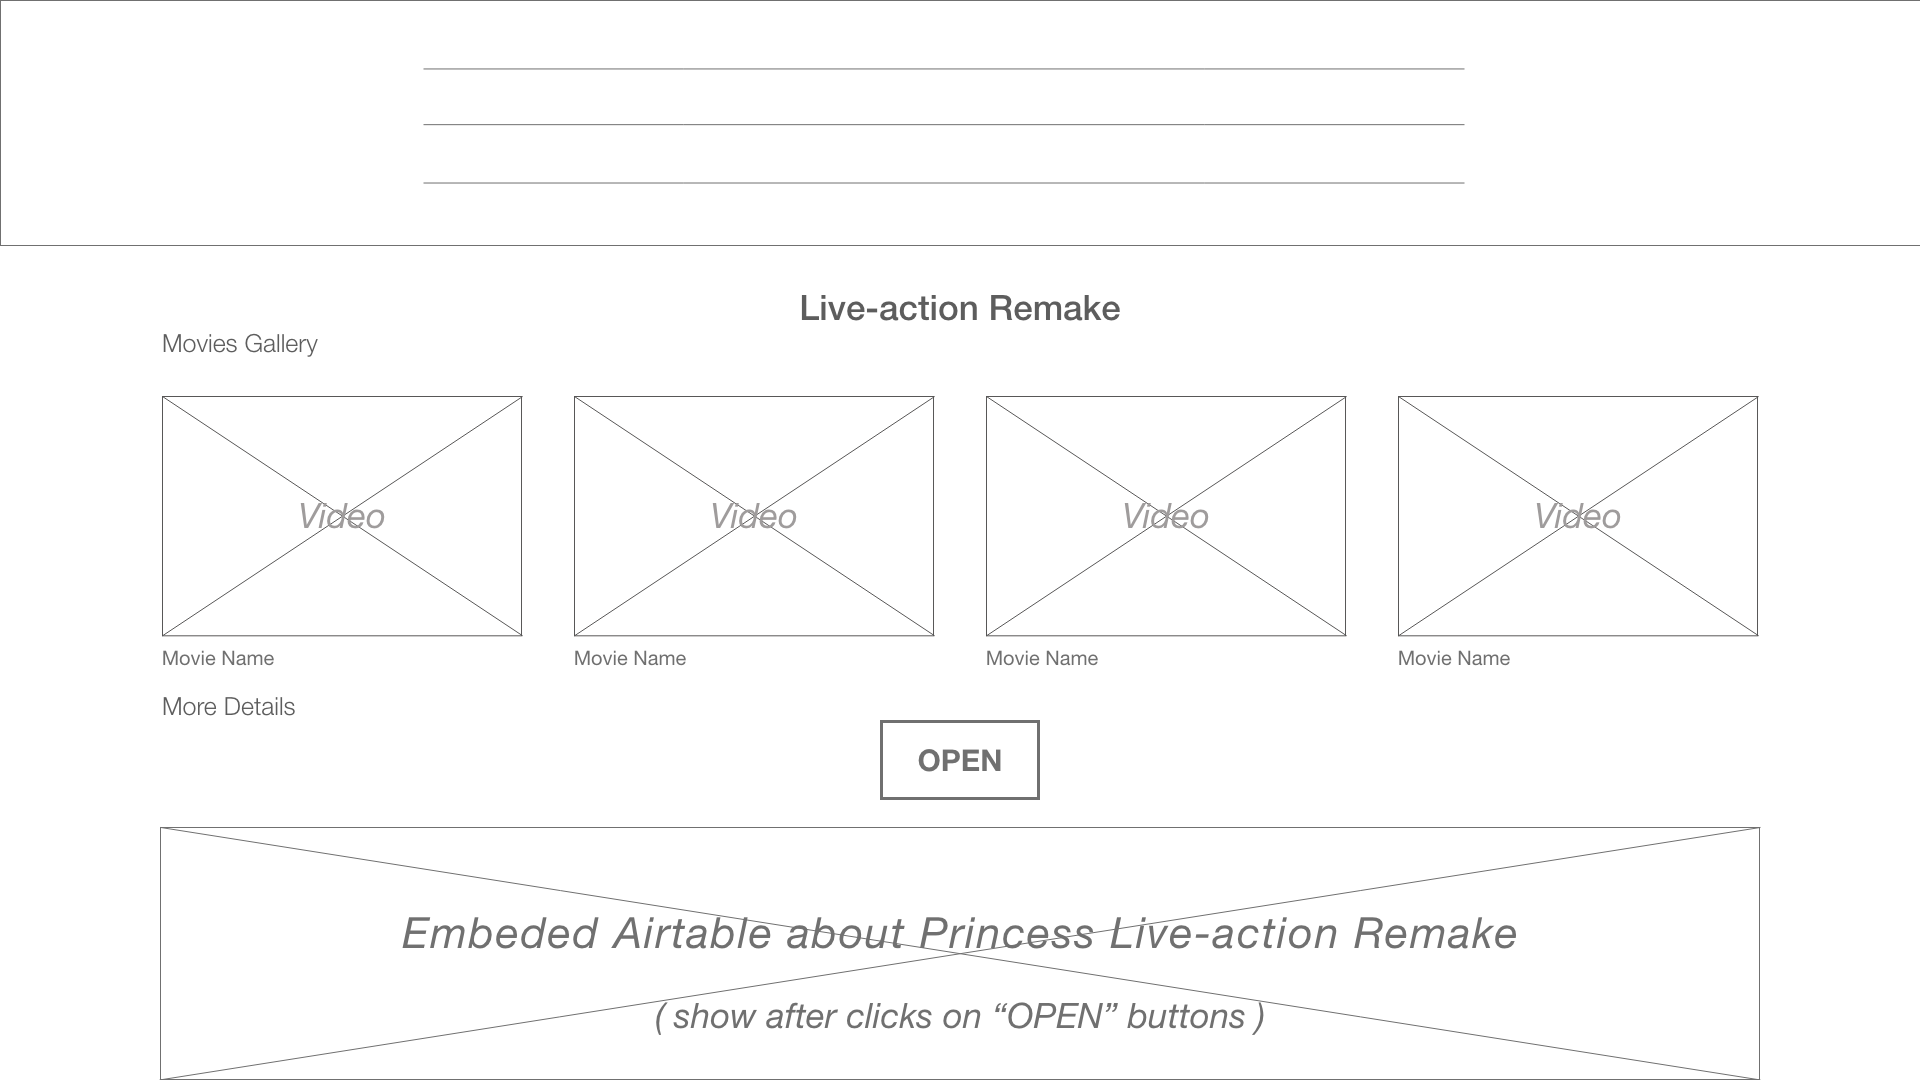 Live-action Remake
Movies Gallery
Video Video Video Video
Movie Name Movie Name Movie Name Movie Name
More Details
OPEN
Embeded Airtable about Princess Live-action Remake
( show after clicks on “OPEN” buttons )